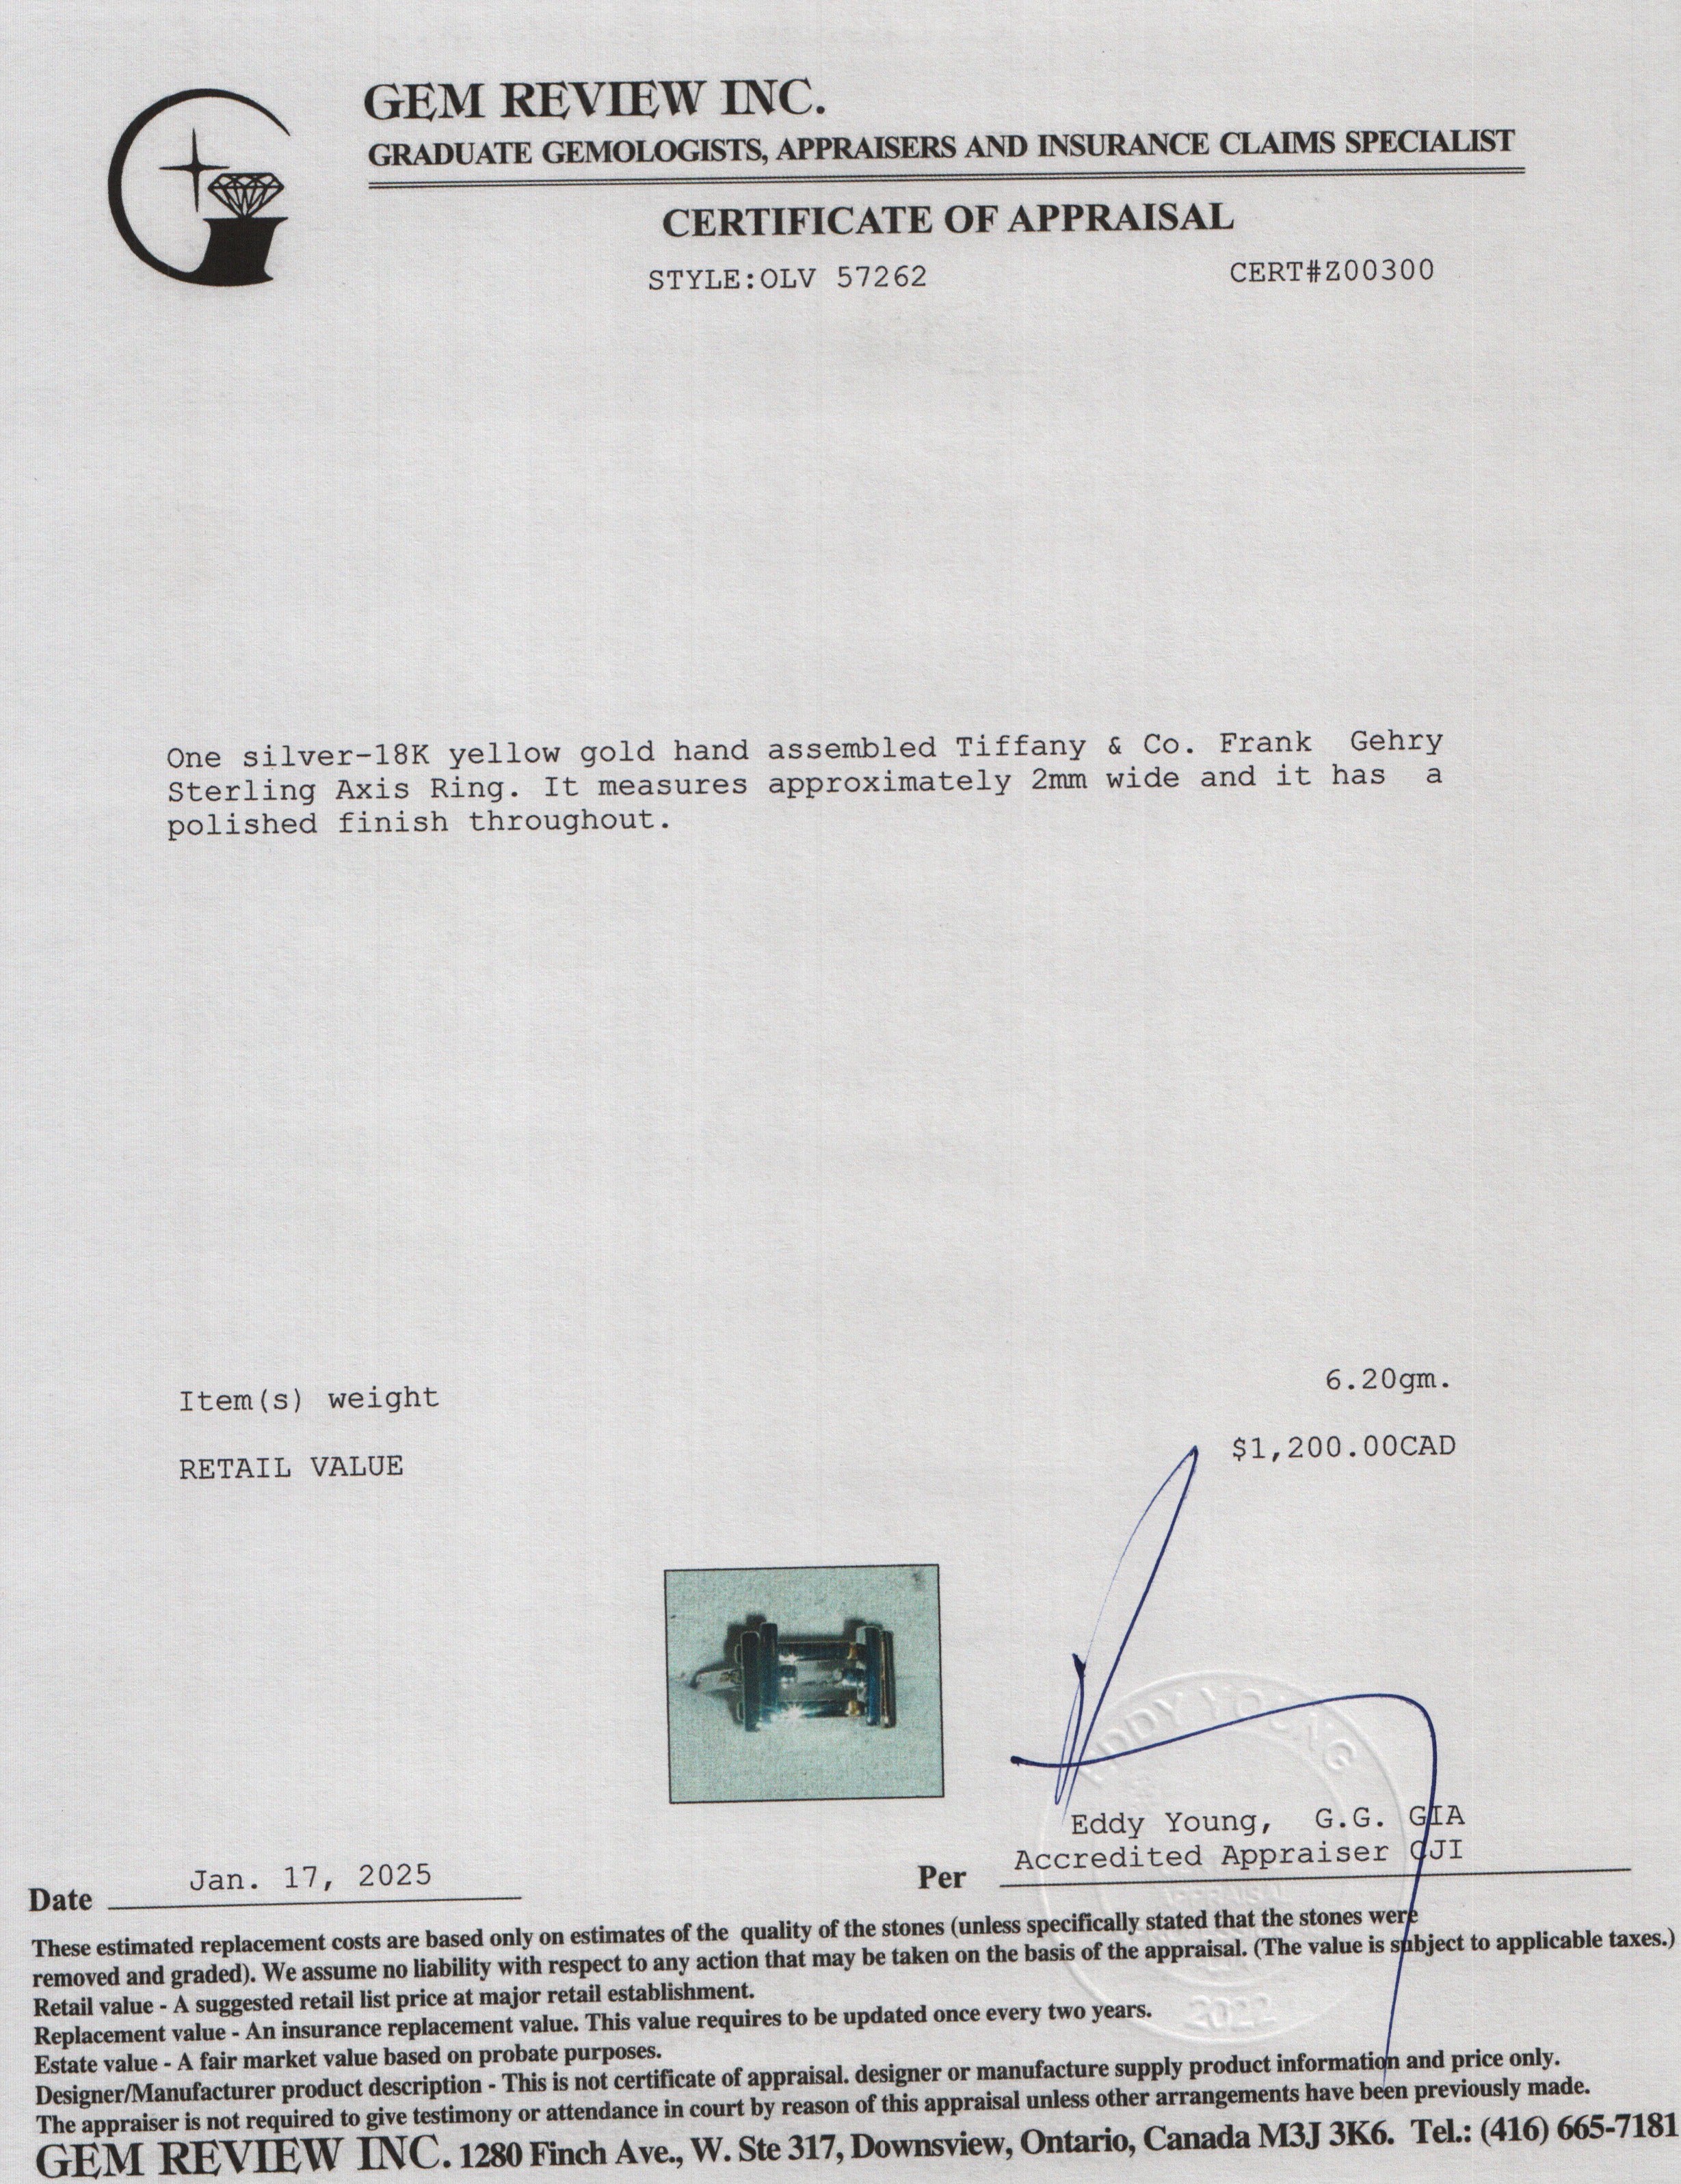 GEM REVIEW INC.
GRADUATE GEMOLOGISTS, APPRAISERS AND INSURANCE CLAIMS SPECIALIST
CERTIFICATE OF APPRAISAL
STYLE:OLV 57262 CERT#Z00300
One silver-18K yellow gold hand assembled Tiffany & Co. Frank Gehry
Sterling Axis Ring. It measures approximately 2mm wide and it has a
polished finish throughout.
Item(s) weight 6.20gm.
RETAIL VALUE $1,200.00CAD
EDDY YOUNG
Eddy Young, G.G. GIA
Accredited Appraiser CJI
Date Jan. 17, 2025 Per
APPRAISAL
2022
These estimated replacement costs are based only on estimates of the quality of the stones (unless specifically stated that the stones were
removed and graded). We assume no liability with respect to any action that may be taken on the basis of the appraisal. (The value is subject to applicable taxes.)
Retail value - A suggested retail list price at major retail establishment.
Replacement value - An insurance replacement value. This value requires to be updated once every two years.
Estate value - A fair market value based on probate purposes.
Designer/Manufacturer product description - This is not certificate of appraisal. designer or manufacture supply product information and price only.
The appraiser is not required to give testimony or attendance in court by reason of this appraisal unless other arrangements have been previously made.
GEM REVIEW INC. 1280 Finch Ave., W. Ste 317, Downsview, Ontario, Canada M3J 3K6. Tel.: (416) 665-7181